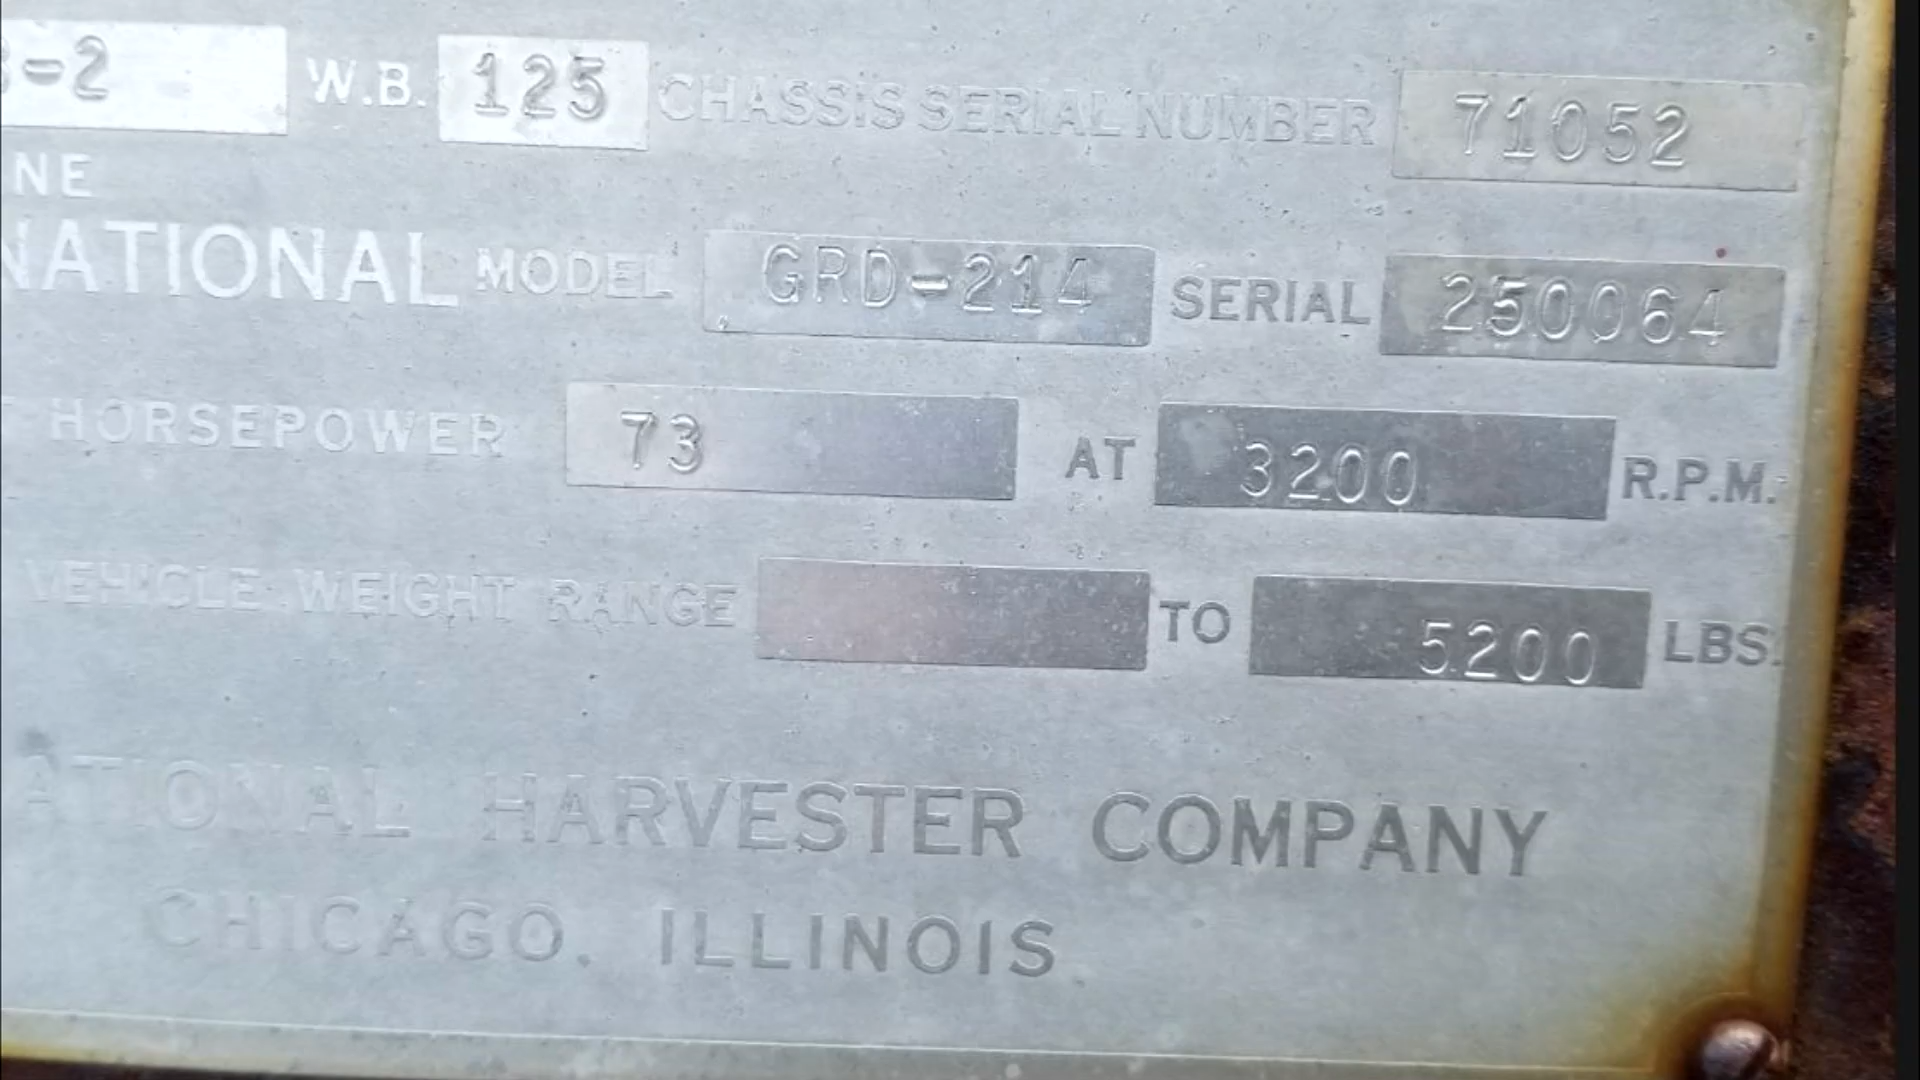 -2 W.B. 125 CHASSIS SERIAL NUMBER 71052
NE
NATIONAL MODEL GRD-214 SERIAL 250064
HORSEPOWER 73 AT 3200 R.P.M.
VEHICLE WEIGHT RANGE TO 5200 LBS.
ATIONAL HARVESTER COMPANY
CHICAGO, ILLINOIS